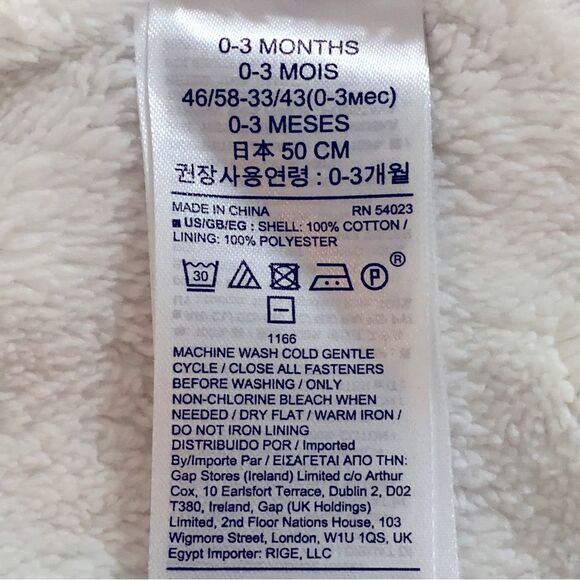 0-3 MONTHS
0-3 MOIS
46/58-33/43(0-3мес)
0-3 MESES
日本 50 CM
권장사용연령 : 0-3개월
MADE IN CHINA RN 54023
US/GB/EG : SHELL: 100% COTTON /
LINING: 100% POLYESTER
30 P ®
1166
MACHINE WASH COLD GENTLE
CYCLE / CLOSE ALL FASTENERS
BEFORE WASHING / ONLY
NON-CHLORINE BLEACH WHEN
NEEDED / DRY FLAT / WARM IRON /
DO NOT IRON LINING
DISTRIBUIDO POR / Imported
By/Importe Par / ΕΙΣΑΓΕΤΑΙ ΑΠΟ ΤΗΝ:
Gap Stores (Ireland) Limited c/o Arthur
Cox, 10 Earlsfort Terrace, Dublin 2, D02
T380, Ireland, Gap (UK Holdings)
Limited, 2nd Floor Nations House, 103
Wigmore Street, London, W1U 1QS, UK
Egypt Importer: RIGE, LLC